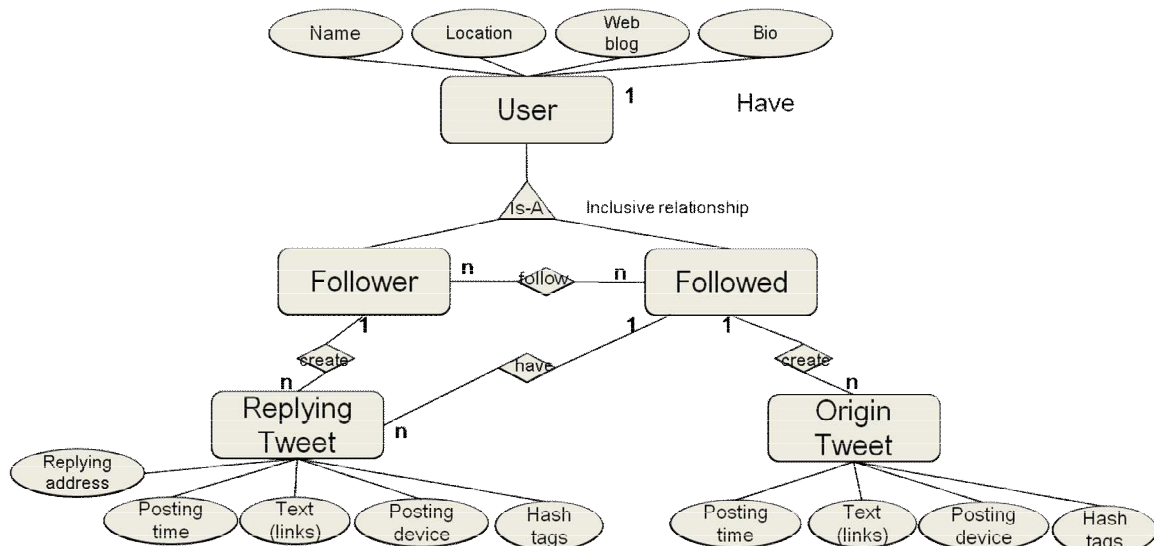 Name
Location
Web
blog
Bio
User
1
Have
Is-A
Inclusive relationship
Follower
n
follow
n
Followed
1
1
1
create
have
create
n
n
n
Replying
Tweet
Origin
Tweet
Replying
address
Posting
time
Text
(links)
Posting
device
Hash
tags
Posting
time
Text
(links)
Posting
device
Hash
tags